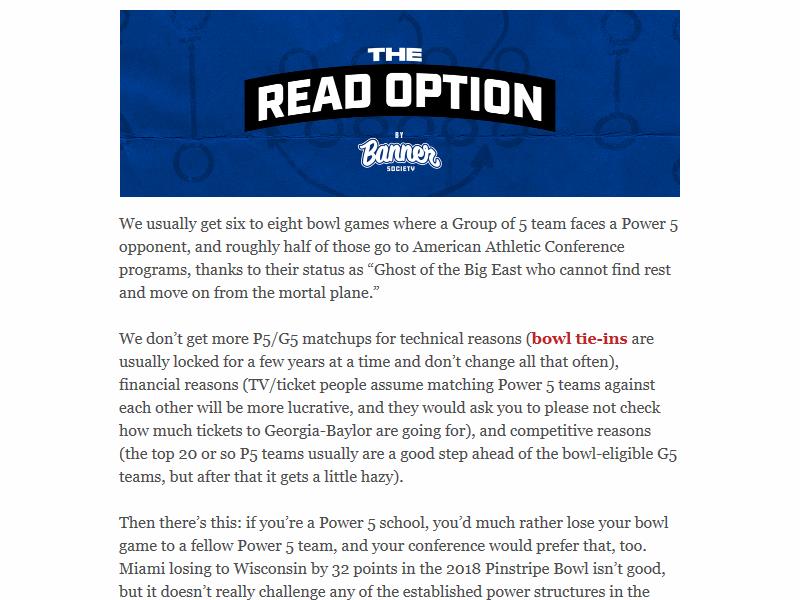 THE
READ OPTION
BY
Banner
SOCIETY
We usually get six to eight bowl games where a Group of 5 team faces a Power 5
opponent, and roughly half of those go to American Athletic Conference
programs, thanks to their status as “Ghost of the Big East who cannot find rest
and move on from the mortal plane.”
We don’t get more P5/G5 matchups for technical reasons (bowl tie-ins are
usually locked for a few years at a time and don’t change all that often),
financial reasons (TV/ticket people assume matching Power 5 teams against
each other will be more lucrative, and they would ask you to please not check
how much tickets to Georgia-Baylor are going for), and competitive reasons
(the top 20 or so P5 teams usually are a good step ahead of the bowl-eligible G5
teams, but after that it gets a little hazy).
Then there’s this: if you’re a Power 5 school, you’d much rather lose your bowl
game to a fellow Power 5 team, and your conference would prefer that, too.
Miami losing to Wisconsin by 32 points in the 2018 Pinstripe Bowl isn’t good,
but it doesn’t really challenge any of the established power structures in the